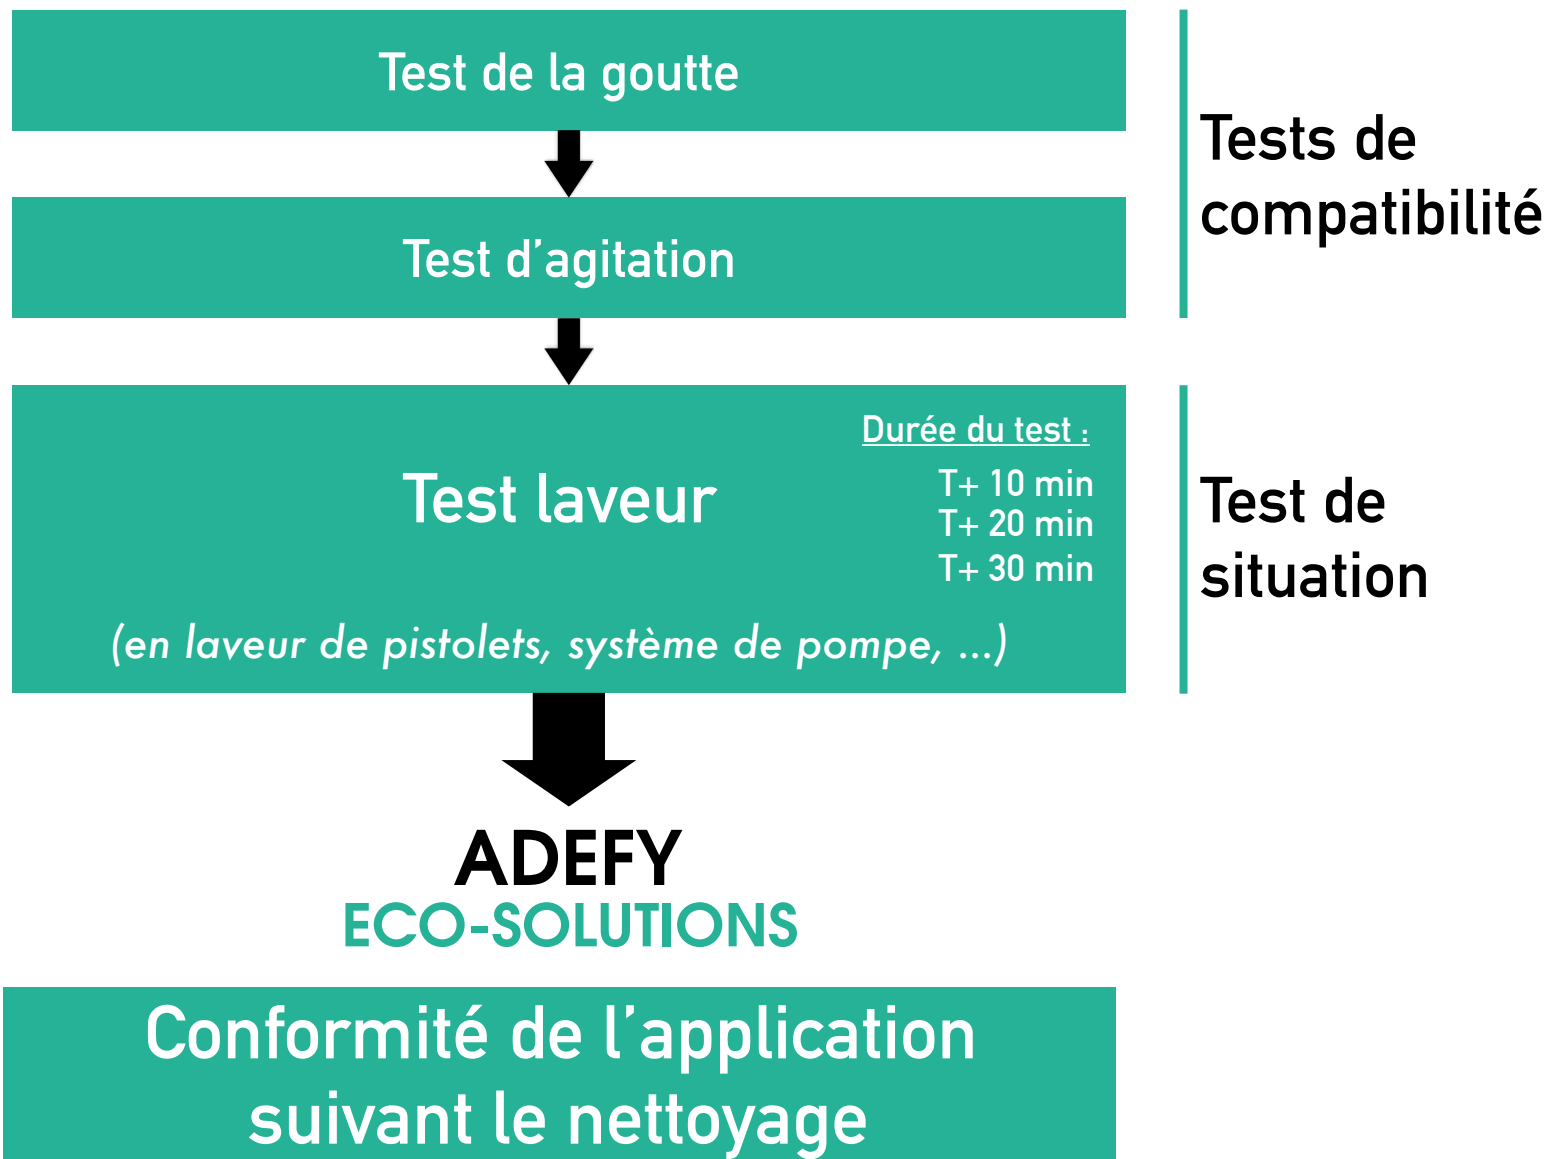 Test de la goutte
Test d’agitation
Tests de
compatibilité
Test laveur
Durée du test :
T+ 10 min
T+ 20 min
T+ 30 min
(en laveur de pistolets, système de pompe, ...)
Test de
situation
ADEFY
ECO-SOLUTIONS
Conformité de l’application
suivant le nettoyage